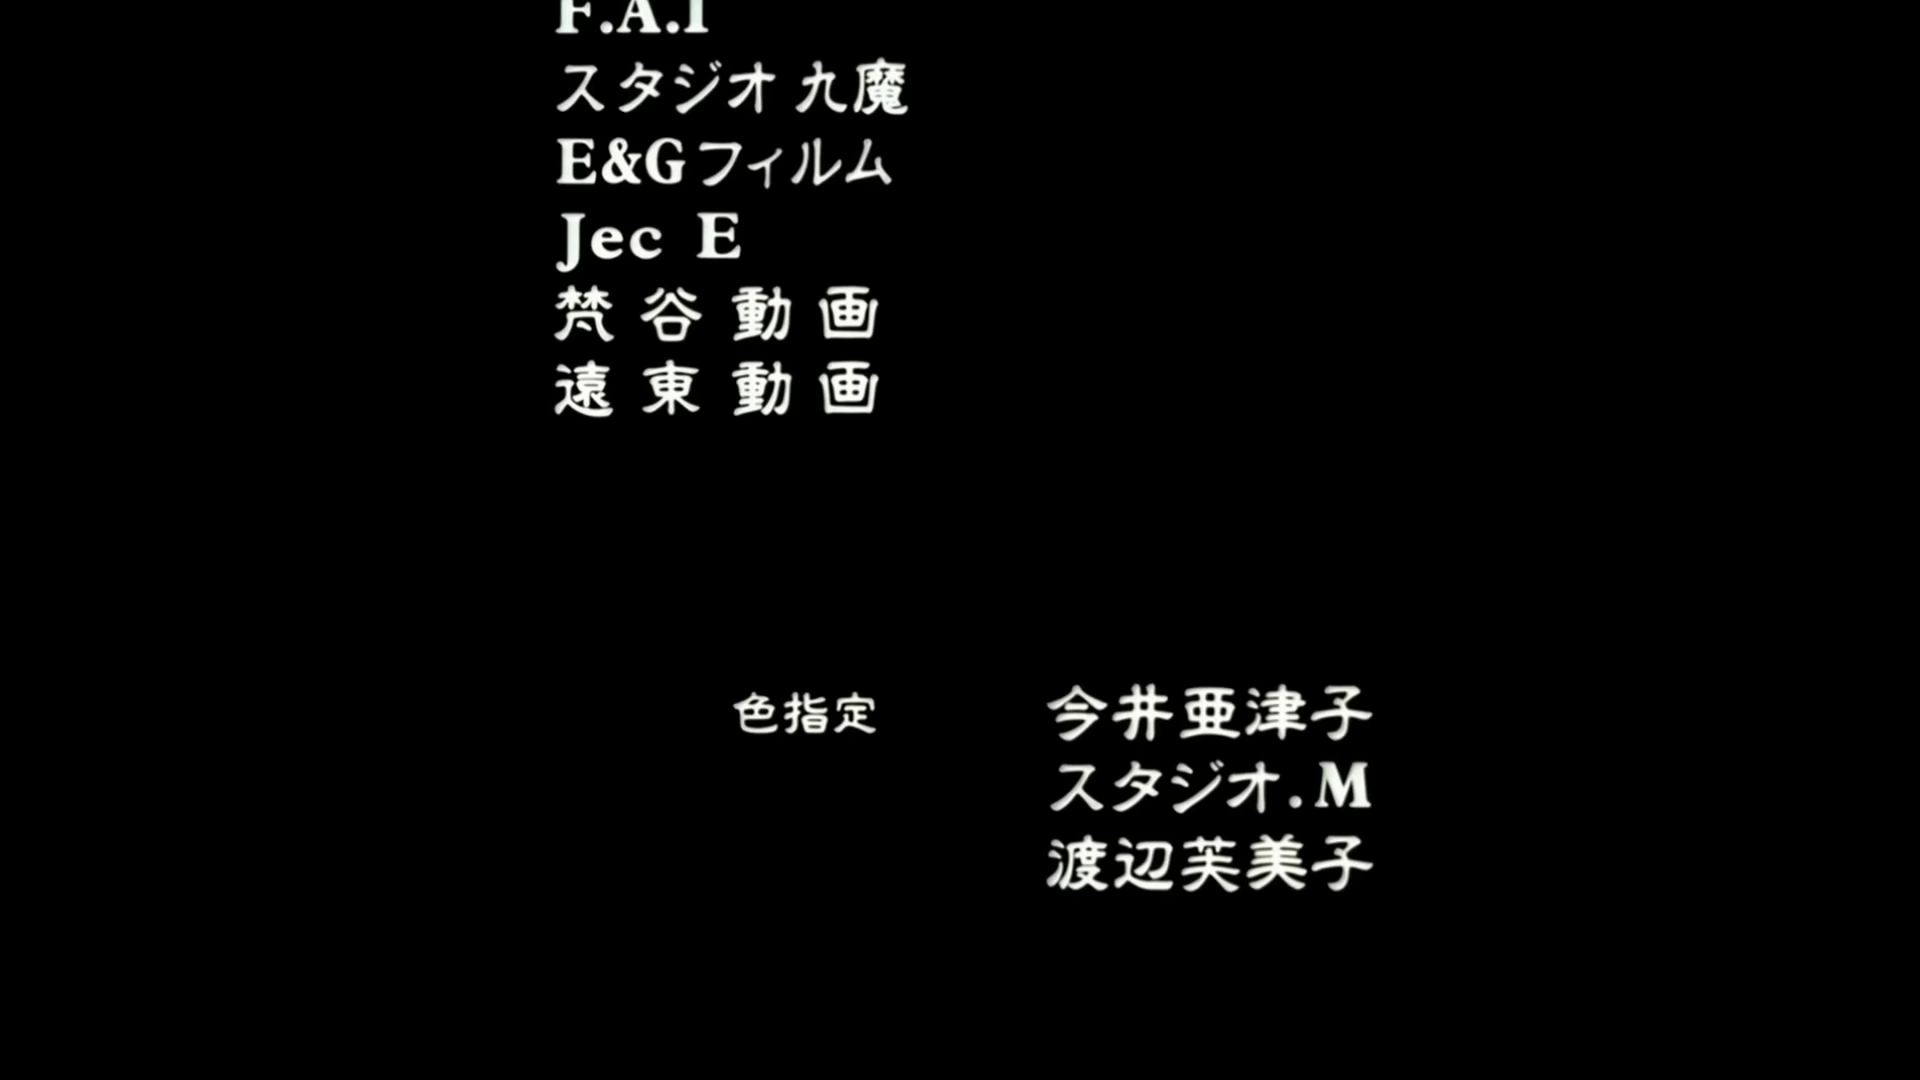 F.A.I
スタジオ 九魔
E&Gフィルム
Jec E
梵谷動画
遠東動画
色指定 今井亜津子
スタジオ.M
渡辺芙美子